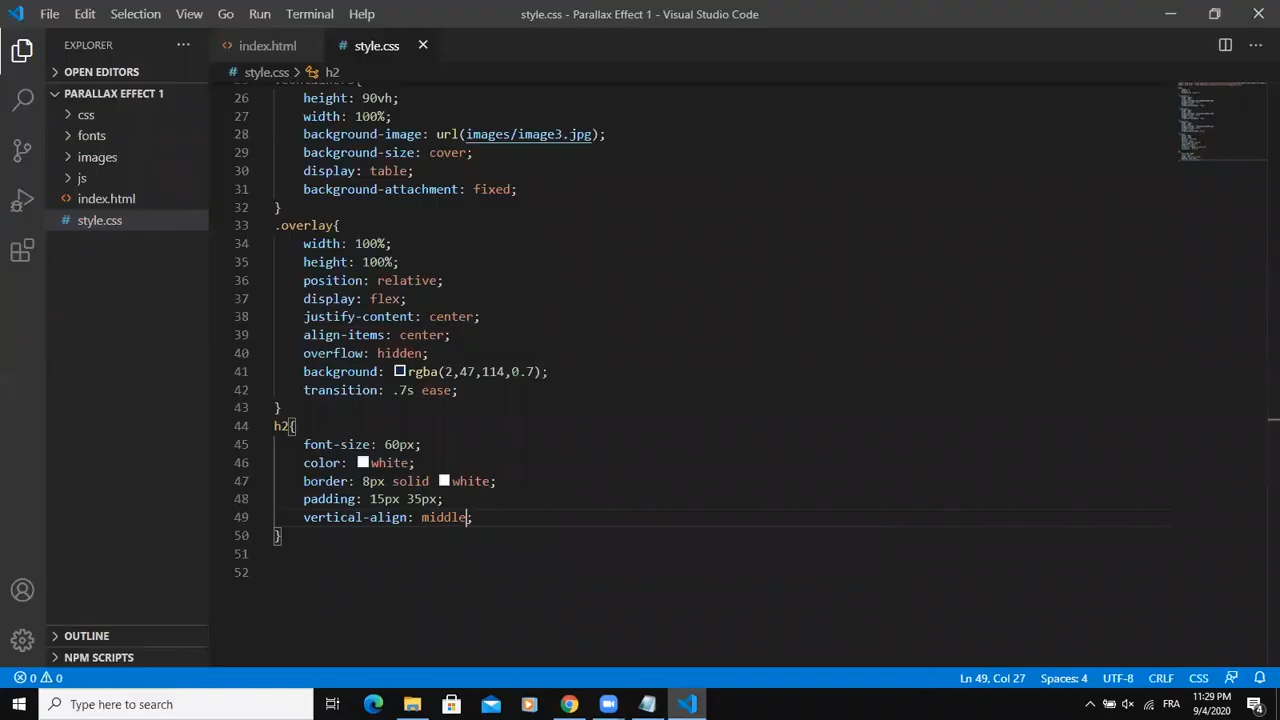 File Edit Selection View Go Run Terminal Help
style.css - Parallax Effect 1 - Visual Studio Code
EXPLORER
index.html
style.css
OPEN EDITORS
style.css > h2
PARALLAX EFFECT 1
css
fonts
images
js
index.html
style.css
26 height: 90vh;
27 width: 100%;
28 background-image: url(images/image3.jpg);
29 background-size: cover;
30 display: table;
31 background-attachment: fixed;
32 }
33 .overlay{
34 width: 100%;
35 height: 100%;
36 position: relative;
37 display: flex;
38 justify-content: center;
39 align-items: center;
40 overflow: hidden;
41 background: rgba(2,47,114,0.7);
42 transition: .7s ease;
43 }
44 h2{
45 font-size: 60px;
46 color: white;
47 border: 8px solid white;
48 padding: 15px 35px;
49 vertical-align: middle;
50 }
51
52
OUTLINE
NPM SCRIPTS
0 0
Ln 49, Col 27 Spaces: 4 UTF-8 CRLF CSS
Type here to search
FRA
11:29 PM
9/4/2020
4